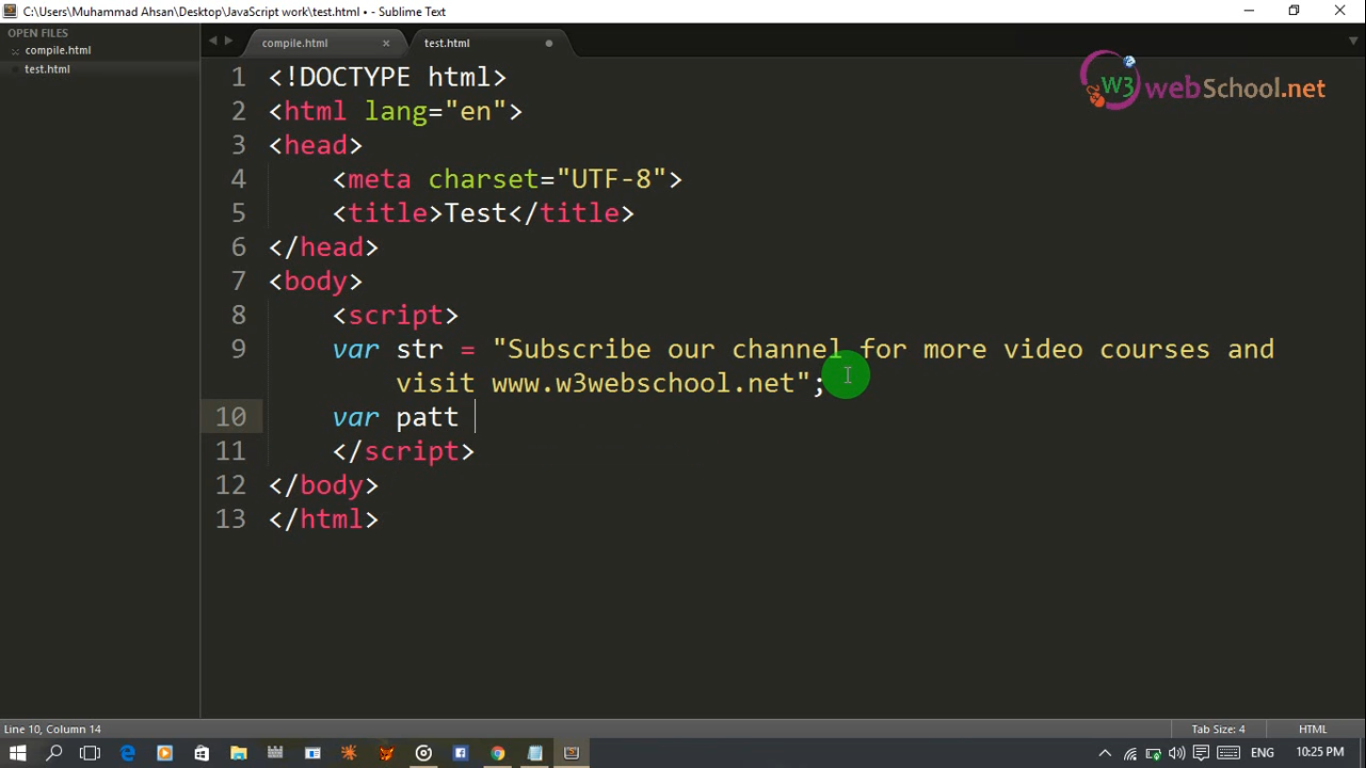 C:\Users\Muhammad Ahsan\Desktop\JavaScript work\test.html • - Sublime Text
OPEN FILES
compile.html
test.html
compile.html
test.html
W3 webSchool.net
1 <!DOCTYPE html>
2 <html lang="en">
3 <head>
4 <meta charset="UTF-8">
5 <title>Test</title>
6 </head>
7 <body>
8 <script>
9 var str = "Subscribe our channel for more video courses and
visit www.w3webschool.net";
10 var patt
11 </script>
12 </body>
13 </html>
Line 10, Column 14
Tab Size: 4
HTML
ENG
10:25 PM